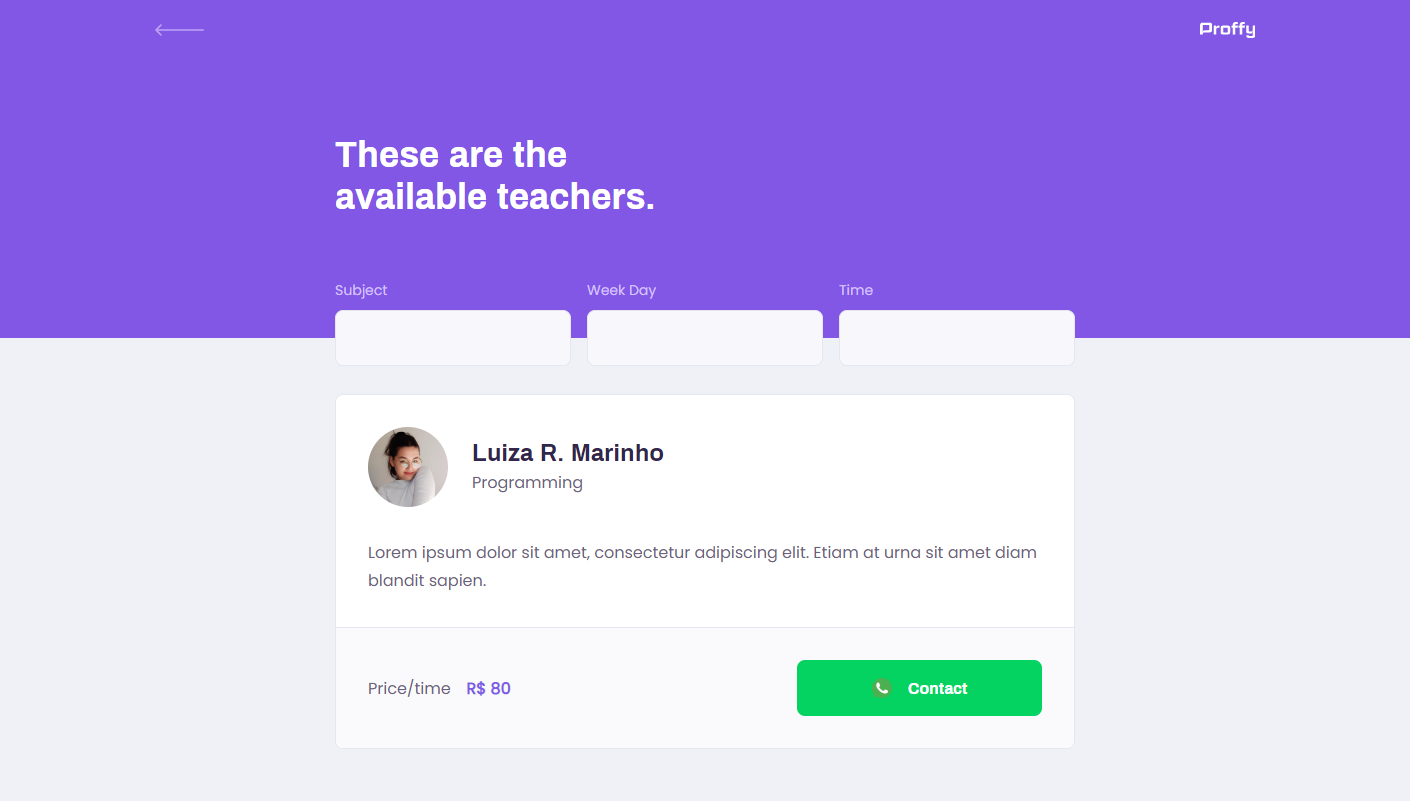 Proffy
These are the
available teachers.
Subject
Week Day
Time
Luiza R. Marinho
Programming
Lorem ipsum dolor sit amet, consectetur adipiscing elit. Etiam at urna sit amet diam
blandit sapien.
Price/time R$ 80
Contact